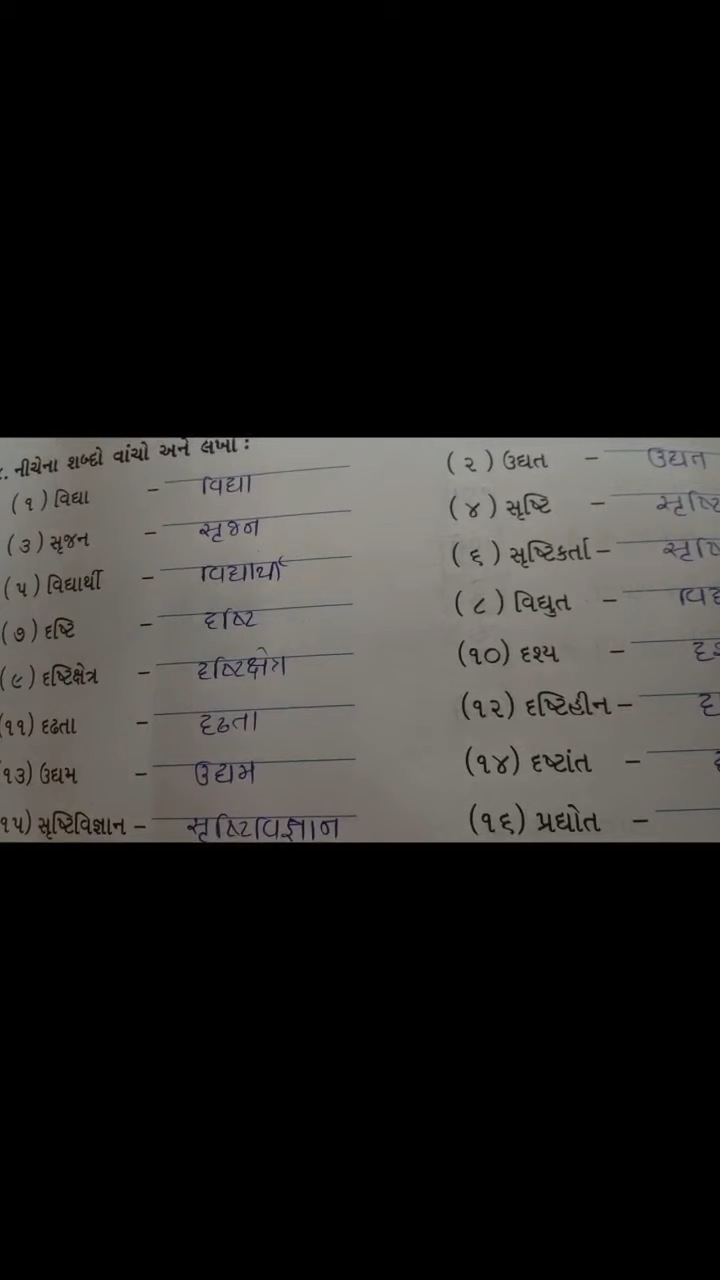 . નીચેના શબ્દો વાંચો અને લખો :
(૧) વિદ્યા - વિદ્યા
(૨) ઉદ્યત - ઉદ્યત
(૩) સૃજન - સૃજન
(૪) સૃષ્ટિ - સૃષ્ટિ
(૫) વિદ્યાર્થી - વિદ્યાર્થી
(૬) સૃષ્ટિકર્તા -
(૭) દૃષ્ટિ - દૃષ્ટિ
(૮) વિદ્યુત -
(૯) દૃષ્ટિક્ષેત્ર - દૃષ્ટિક્ષેત્ર
(૧૦) દૃશ્ય -
(૧૧) દૃઢતા - દૃઢતા
(૧૨) દૃષ્ટિહીન -
(૧૩) ઉદ્યમ - ઉદ્યમ
(૧૪) દૃષ્ટાંત -
(૧૫) સૃષ્ટિવિજ્ઞાન - સૃષ્ટિવિજ્ઞાન
(૧૬) પ્રદ્યોત -